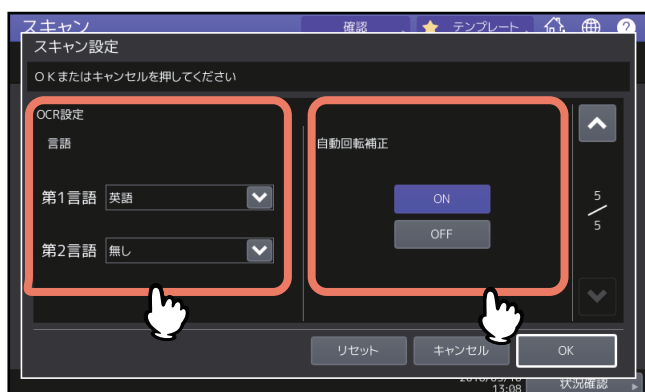 スキャン 確認 テンプレート ?
スキャン設定
OKまたはキャンセルを押してください
OCR設定
言語
自動回転補正
第1言語 英語
ON
5
5
OFF
第2言語 無し
リセット キャンセル OK
13:08 状況確認